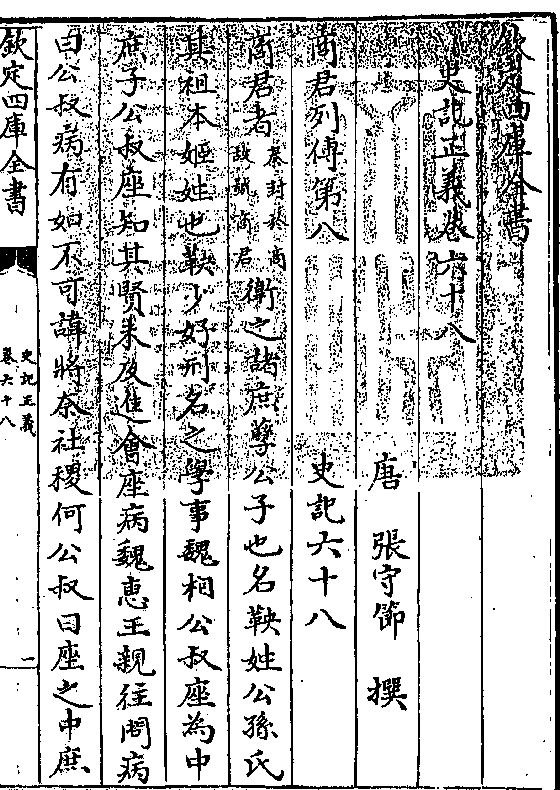 欽定四庫全書
史記正義卷六十八
唐 張守節 撰
商君列傳第八 史記六十八
商君者秦封於商故號商君衛之諸庶孽公子也名鞅姓公孫氏
其祖本姬姓也鞅少好刑名之學事魏相公叔座為中
庶子公叔座知其賢未及進會座病魏惠王親往問病
曰公叔病有如不可諱將奈社稷何公叔曰座之中庶
欽定四庫全書
史記正義
卷六十八
一